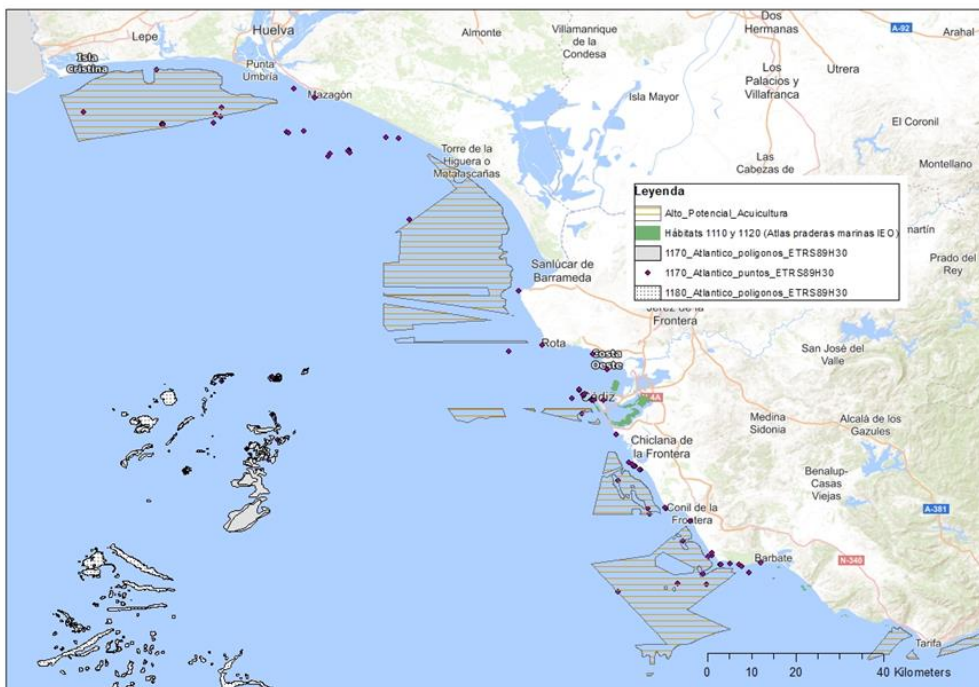 Lepe
Huelva
Almonte
Villamanrique
de la
Condesa
Dos
Hermanas
A-92
Arahal
Isla
Cristina
Punta
Umbría
Mazagón
Isla Mayor
Los
Palacios y
Villafranca
Utrera
El Coronil
Torre de la
Higuera o
Matalascañas
Las
Cabezas de
Montellano
Leyenda
Alto_Potencial_Acuicultura
Hábitats 1110 y 1120 (Atlas praderas marinas IEO)
1170_Atlantico_poligonos_ETRS89H30
1170_Atlantico_puntos_ETRS89H30
1180_Atlantico_poligonos_ETRS89H30
martín
Prado del
Rey
Sanlúcar de
Barrameda
Jerez de la
Frontera
Rota
Costa
Oeste
San José del
Valle
Cádiz
4A
Medina
Sidonia
Alcalá de los
Gazules
Chiclana de
la Frontera
Benalup-
Casas
Viejas
Conil de la
Frontera
A-381
Barbate
N-340
Tarifa
0 10 20 40 Kilometers